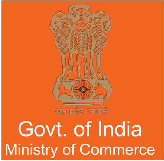 Govt. of India
Ministry of Commerce